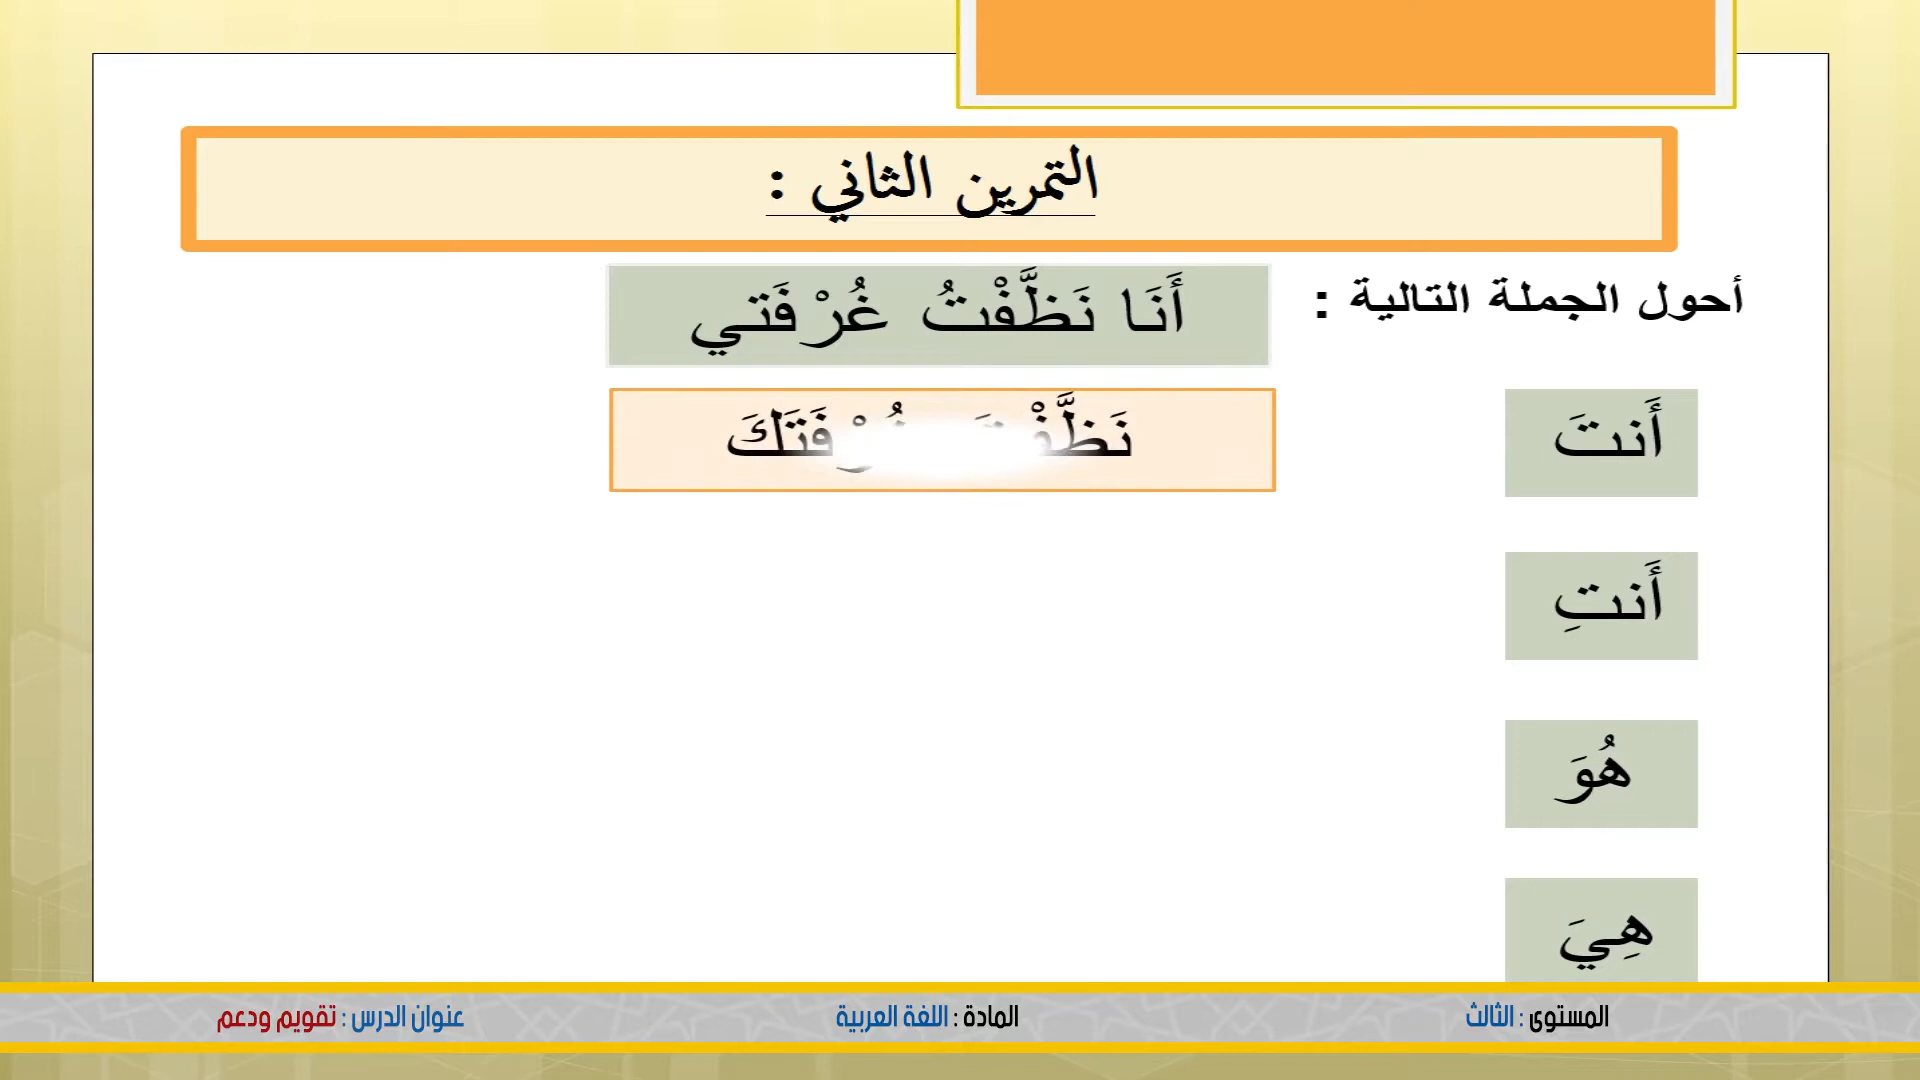 التمرين الثاني :
أحول الجملة التالية : أَنَا نَظَّفْتُ غُرْفَتي
أَنتَ نَظَّفْتَ غُرْفَتَكَ
أَنتِ
هُوَ
هِيَ
المستوى : الثالث المادة : اللغة العربية عنوان الدرس : تقويم ودعم